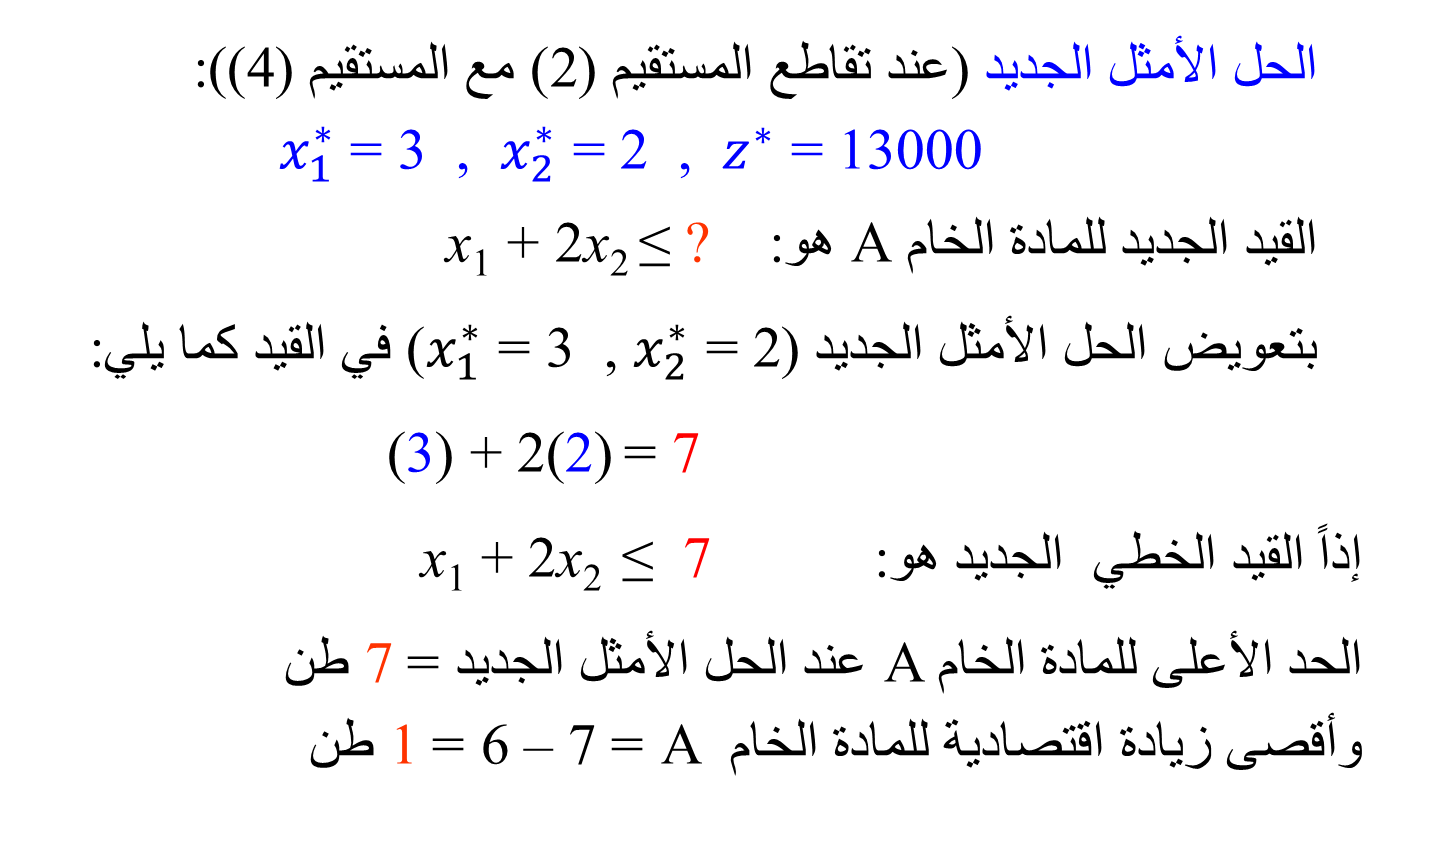 الحل الأمثل الجديد (عند تقاطع المستقيم (2) مع المستقيم (4)):
x₁* = 3 , x₂* = 2 , z* = 13000
القيد الجديد للمادة الخام A هو: x₁ + 2x₂ ≤ ?
بتعويض الحل الأمثل الجديد (x₁* = 3 , x₂* = 2) في القيد كما يلي:
(3) + 2(2) = 7
إذاً القيد الخطي الجديد هو: x₁ + 2x₂ ≤ 7
الحد الأعلى للمادة الخام A عند الحل الأمثل الجديد = 7 طن
وأقصى زيادة اقتصادية للمادة الخام A = 7 – 6 = 1 طن